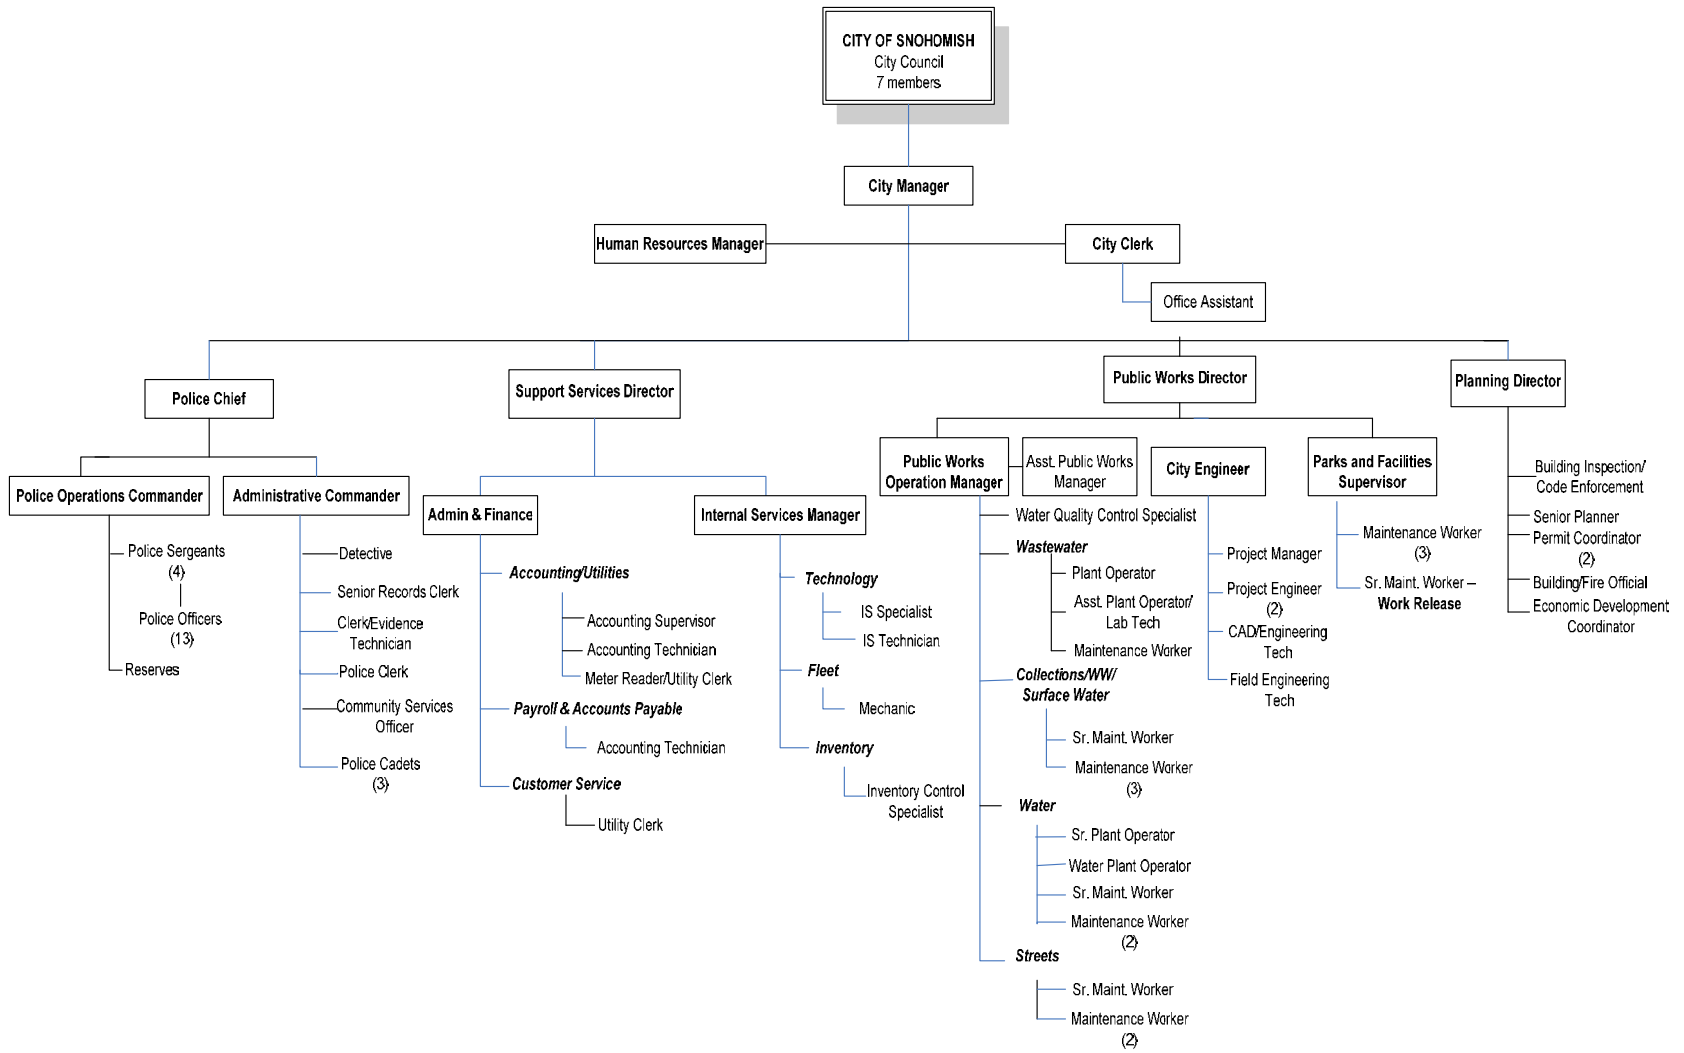 CITY OF SNOHOMISH
City Council
7 members
City Manager
Human Resources Manager
City Clerk
Office Assistant
Police Chief
Support Services Director
Public Works Director
Planning Director
Police Operations Commander
Police Sergeants
(4)
Police Officers
(13)
Reserves
Administrative Commander
Detective
Senior Records Clerk
Clerk/Evidence
Technician
Police Clerk
Community Services
Officer
Police Cadets
(3)
Admin & Finance
Accounting/Utilities
Accounting Supervisor
Accounting Technician
Meter Reader/Utility Clerk
Payroll & Accounts Payable
Accounting Technician
Customer Service
Utility Clerk
Internal Services Manager
Technology
IS Specialist
IS Technician
Fleet
Mechanic
Inventory
Inventory Control
Specialist
Public Works
Operation Manager
Asst. Public Works
Manager
Water Quality Control Specialist
Wastewater
Plant Operator
Asst. Plant Operator/
Lab Tech
Maintenance Worker
Collections/WW/
Surface Water
Sr. Maint. Worker
Maintenance Worker
(3)
Water
Sr. Plant Operator
Water Plant Operator
Sr. Maint. Worker
Maintenance Worker
(2)
Streets
Sr. Maint. Worker
Maintenance Worker
(2)
City Engineer
Project Manager
Project Engineer
(2)
CAD/Engineering
Tech
Field Engineering
Tech
Parks and Facilities
Supervisor
Maintenance Worker
(3)
Sr. Maint. Worker –
Work Release
Building Inspection/
Code Enforcement
Senior Planner
Permit Coordinator
(2)
Building/Fire Official
Economic Development
Coordinator